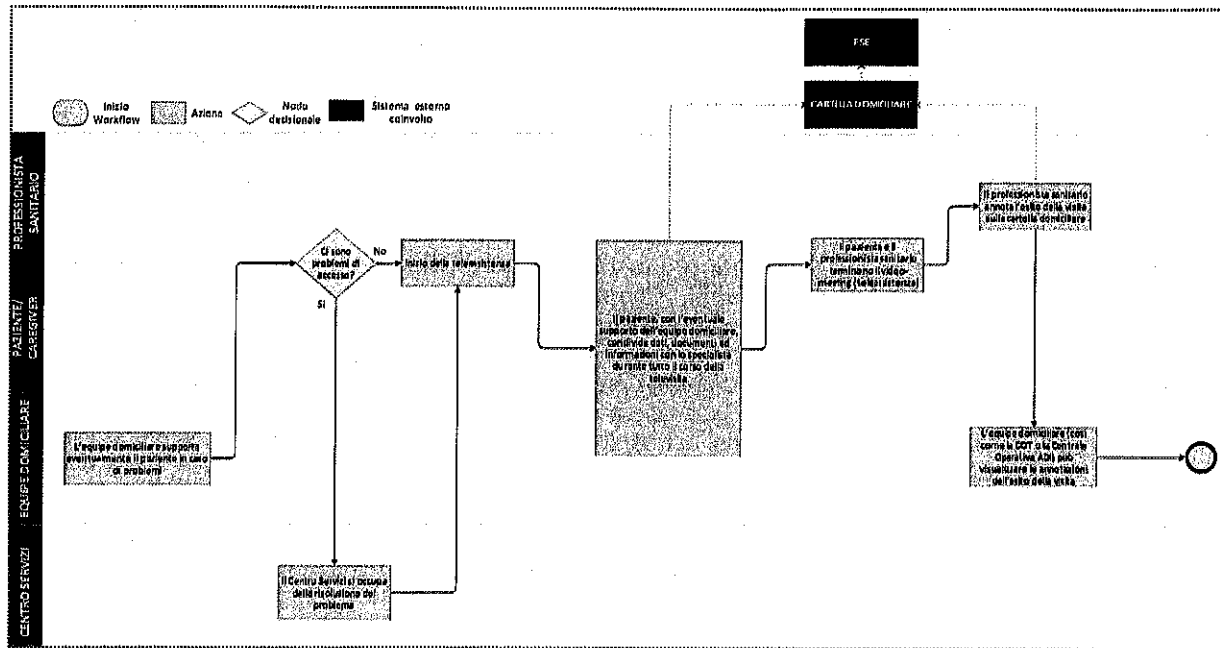 FSE
CARTELLA DOMICILIARE
Inizio
Workflow
Azione
Nodo
decisionale
Sistema esterno
coinvolto
PROFESSIONISTA
SANITARIO
PAZIENTE/
CAREGIVER
EQUIPE DOMICILIARE
CENTRO SERVIZI
L'equipe domiciliare supporta
eventualmente il paziente in caso
di problemi
Ci sono
problemi di
accesso?
No
Si
Il Centro Servizi si occupa
della risoluzione del
problema
Inizio della teleassistenza
Il paziente, con l'eventuale
supporto dell'equipe domiciliare,
condivide dati, documenti ed
informazioni con lo specialista
durante tutto il corso della
televisita
Il paziente e il
professionista sanitario
terminano il video-
meeting (teleassistenza)
Il professionista sanitario
annota l'esito della visita
sulla cartella domiciliare
L'equipe domiciliare (così
come la COT o la Centrale
Operativa ADI) può
visualizzare le annotazioni
dell'esito della visita